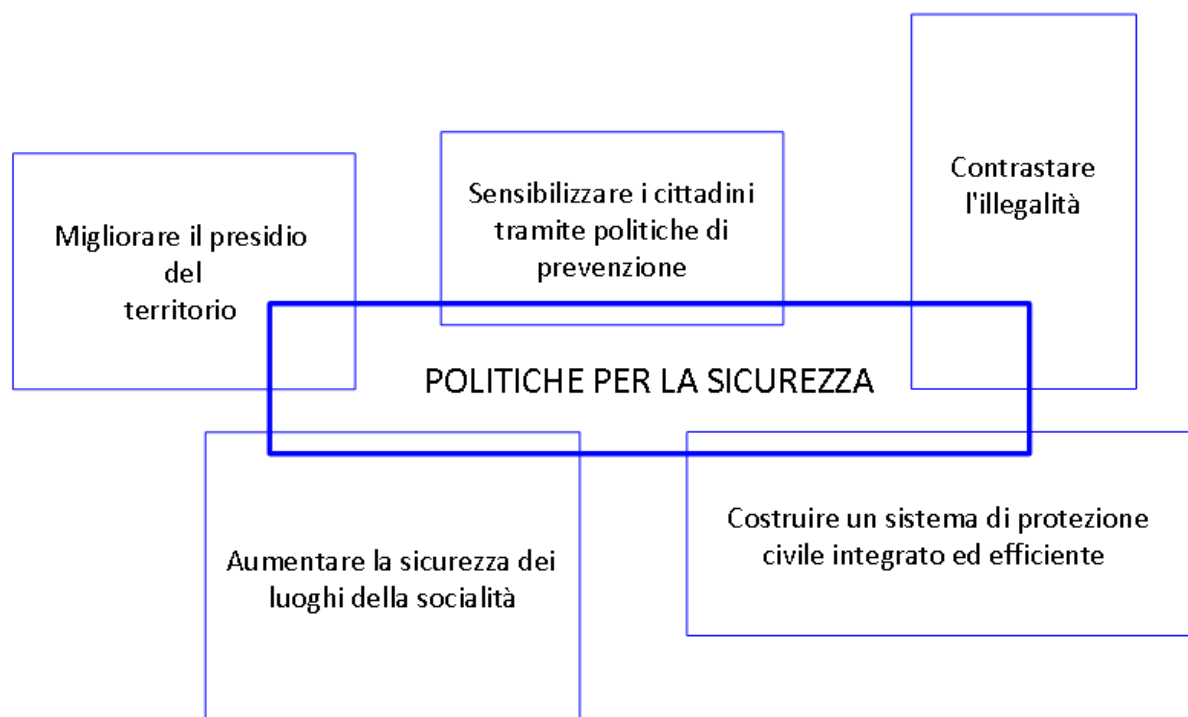 Migliorare il presidio
del
territorio
Sensibilizzare i cittadini
tramite politiche di
prevenzione
Contrastare
l'illegalità
POLITICHE PER LA SICUREZZA
Aumentare la sicurezza dei
luoghi della socialità
Costruire un sistema di protezione
civile integrato ed efficiente